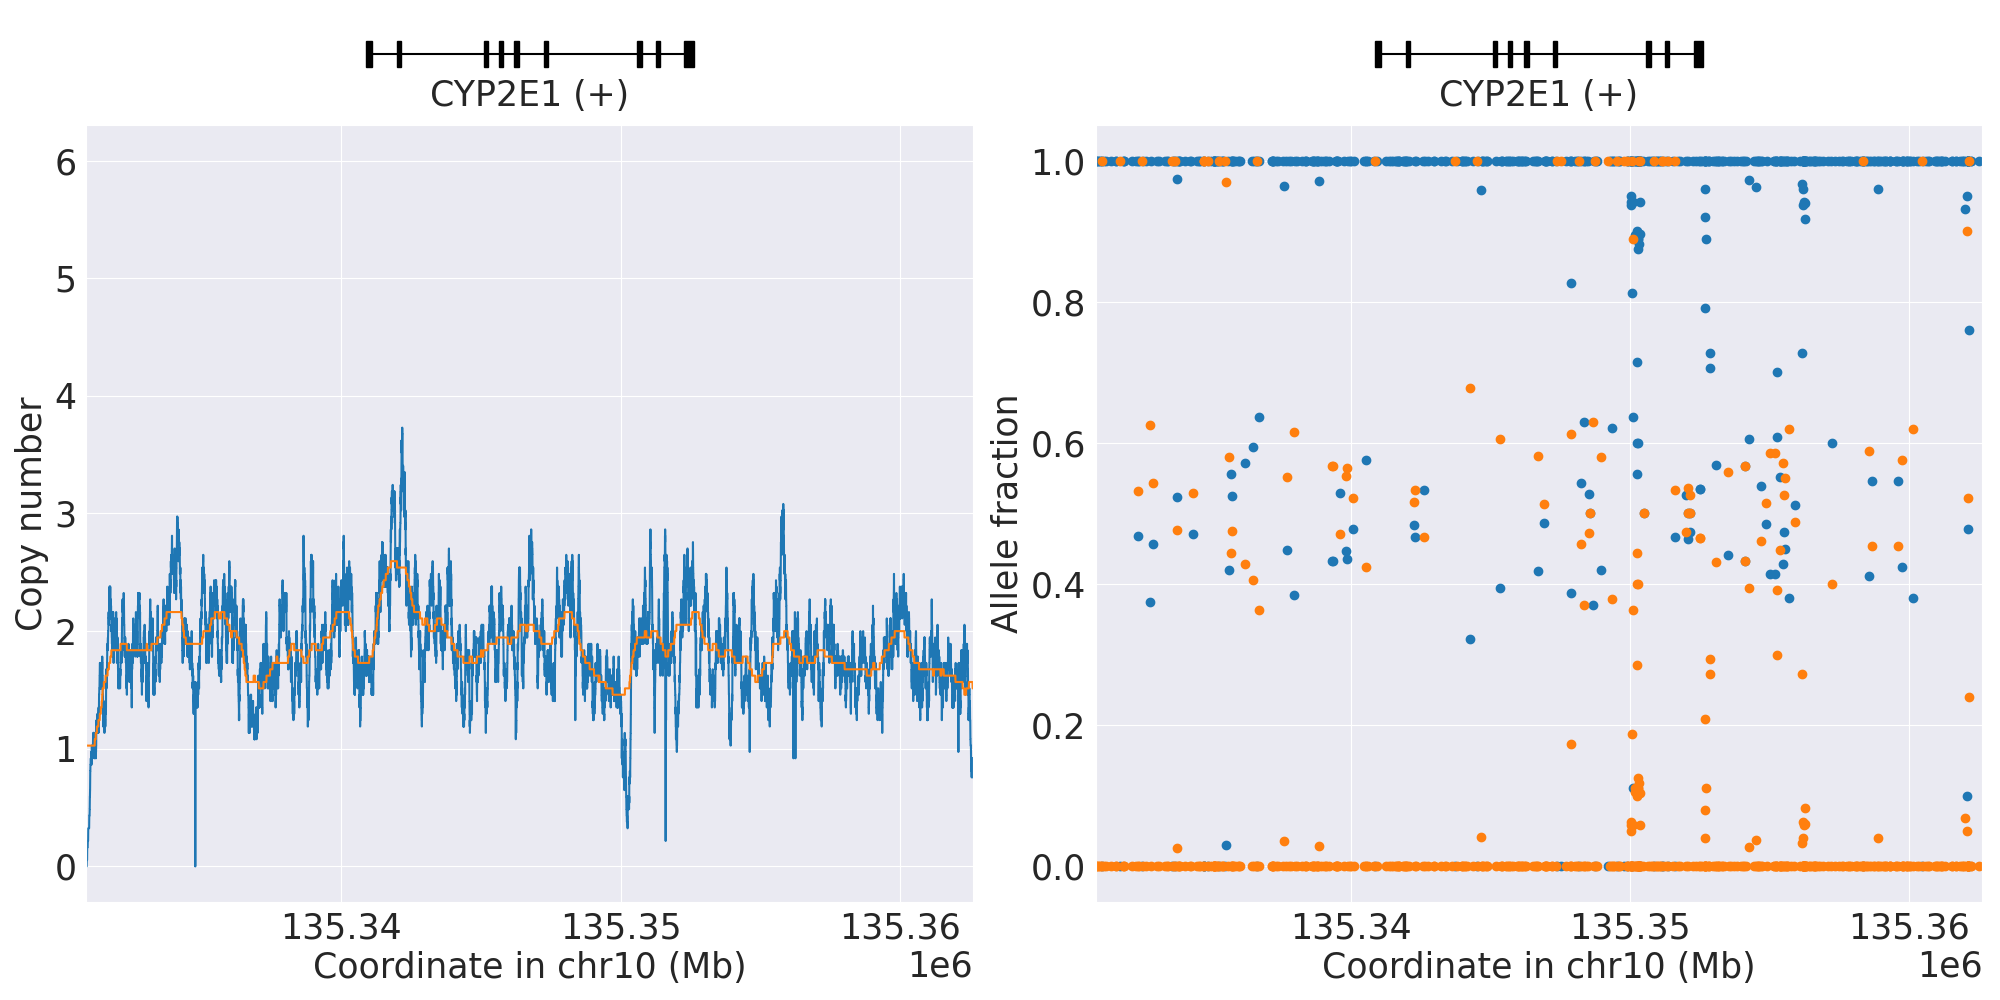 CYP2E1 (+)
6
5
4
3
2
1
0
Copy number
135.34 135.35 135.36
Coordinate in chr10 (Mb)
1e6
CYP2E1 (+)
1.0
0.8
0.6
0.4
0.2
0.0
Allele fraction
135.34 135.35 135.36
Coordinate in chr10 (Mb)
1e6